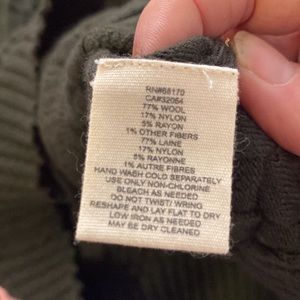 RN#68170
CA#32054
77% WOOL
17% NYLON
5% RAYON
1% OTHER FIBERS
77% LAINE
17% NYLON
5% RAYONNE
1% AUTRE FIBRES
HAND WASH COLD SEPARATELY
USE ONLY NON-CHLORINE
BLEACH AS NEEDED
DO NOT TWIST/ WRING
RESHAPE AND LAY FLAT TO DRY
LOW IRON AS NEEDED
MAY BE DRY CLEANED